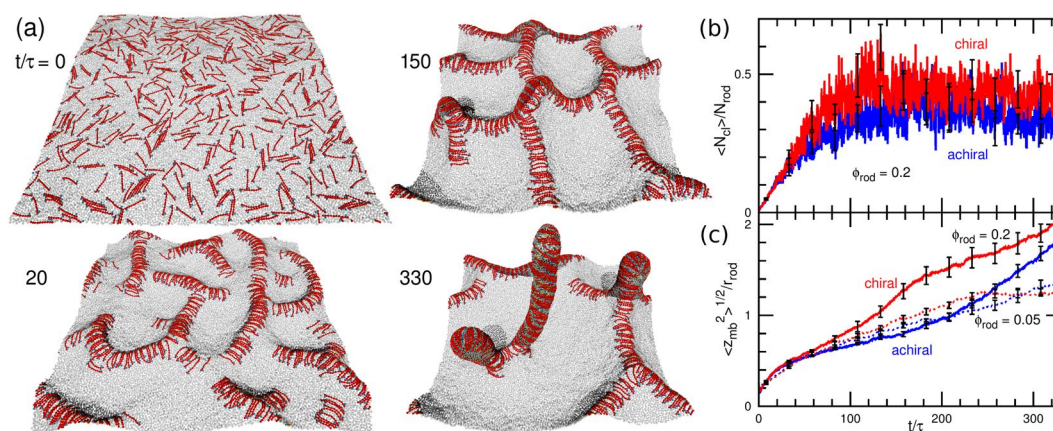 (a)
t/τ = 0
150
20
330
(b)
<N_cl>/N_rod
0.5
0
chiral
achiral
ϕ_rod = 0.2
(c)
<z_mb^2>^1/2/r_rod
2
1
0
ϕ_rod = 0.2
chiral
ϕ_rod = 0.05
achiral
0 100 200 300
t/τ